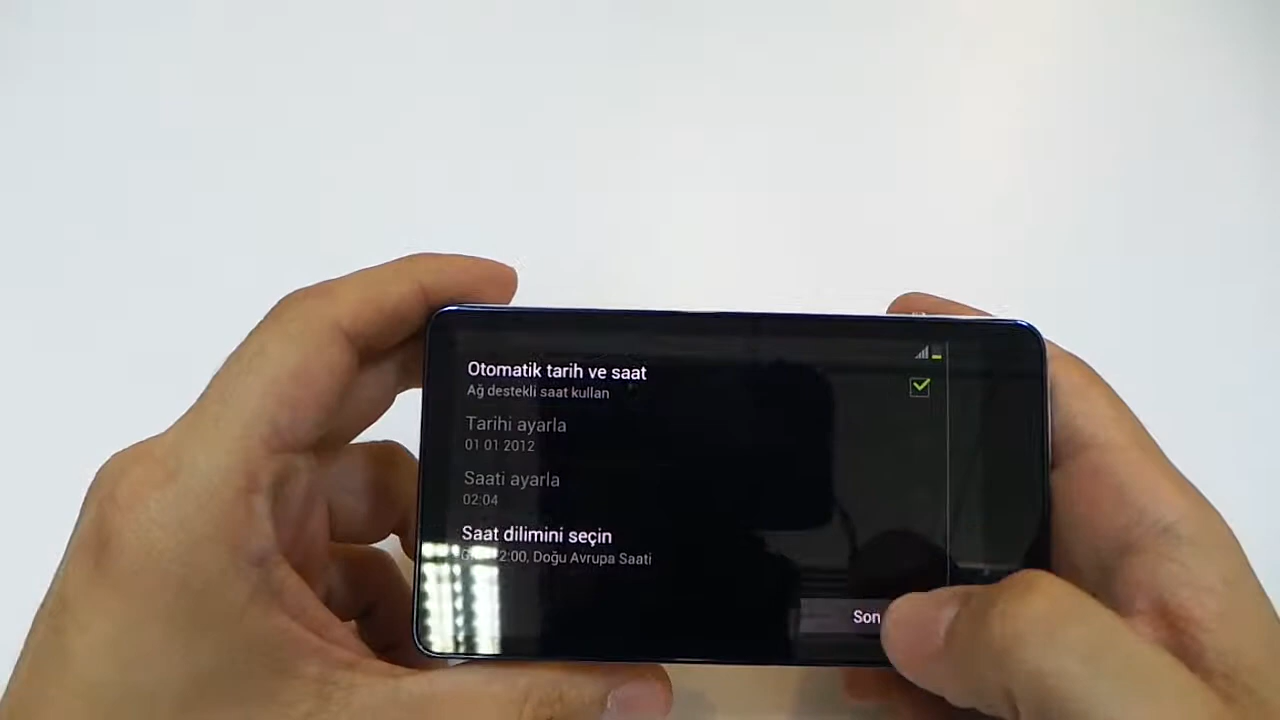 Otomatik tarih ve saat
Ağ destekli saat kullan
Tarihi ayarla
01 01 2012
Saati ayarla
02:04
Saat dilimini seçin
2:00, Doğu Avrupa Saati